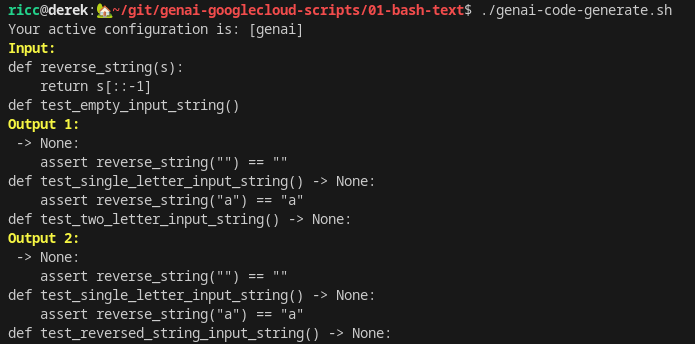 ricc@derek:🏡~/git/genai-googlecloud-scripts/01-bash-text$ ./genai-code-generate.sh
Your active configuration is: [genai]
Input:
def reverse_string(s):
    return s[::-1]
def test_empty_input_string()
Output 1:
 -> None:
    assert reverse_string("") == ""
def test_single_letter_input_string() -> None:
    assert reverse_string("a") == "a"
def test_two_letter_input_string() -> None:
Output 2:
 -> None:
    assert reverse_string("") == ""
def test_single_letter_input_string() -> None:
    assert reverse_string("a") == "a"
def test_reversed_string_input_string() -> None: